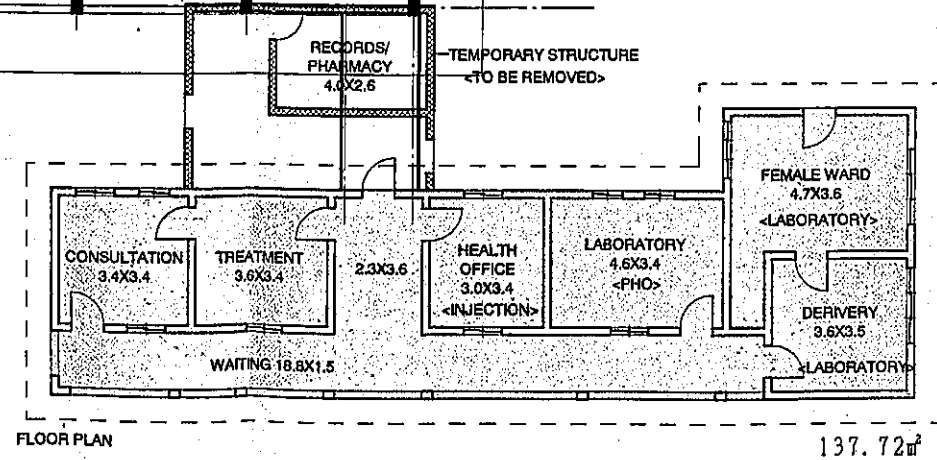 RECORDS/
PHARMACY
4.0X2.6
TEMPORARY STRUCTURE
<TO BE REMOVED>
FEMALE WARD
4.7X3.6
<LABORATORY>
CONSULTATION
3.4X3.4
TREATMENT
3.6X3.4
2.3X3.6
HEALTH
OFFICE
3.0X3.4
<INJECTION>
LABORATORY
4.6X3.4
<PHO>
DERIVERY
3.6X3.5
<LABORATORY>
WAITING 18.8X1.5
FLOOR PLAN
137.72㎡